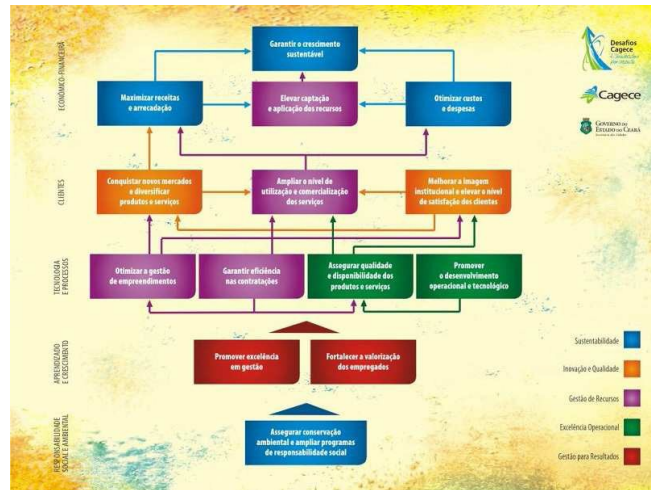 ECONÔMICO-FINANCEIRA
Garantir o crescimento
sustentável
Maximizar receitas
e arrecadação
Elevar captação
e aplicação dos recursos
Otimizar custos
e despesas
Desafios
Cagece
Cagece
GOVERNO DO
ESTADO DO CEARÁ
CLIENTES
Conquistar novos mercados
e diversificar
produtos e serviços
Ampliar o nível de
utilização e comercialização
dos serviços
Melhorar a imagem
institucional e elevar o nível
de satisfação dos clientes
TECNOLOGIA
E PROCESSOS
Otimizar a gestão
de empreendimentos
Garantir eficiência
nas contratações
Assegurar qualidade
e disponibilidade dos
produtos e serviços
Promover
o desenvolvimento
operacional e tecnológico
APRENDIZADO
E CRESCIMENTO
Promover excelência
em gestão
Fortalecer a valorização
dos empregados
RESPONSABILIDADE
SOCIAL E AMBIENTAL
Assegurar conservação
ambiental e ampliar programas
de responsabilidade social
Sustentabilidade
Inovação e Qualidade
Gestão de Recursos
Excelência Operacional
Gestão para Resultados